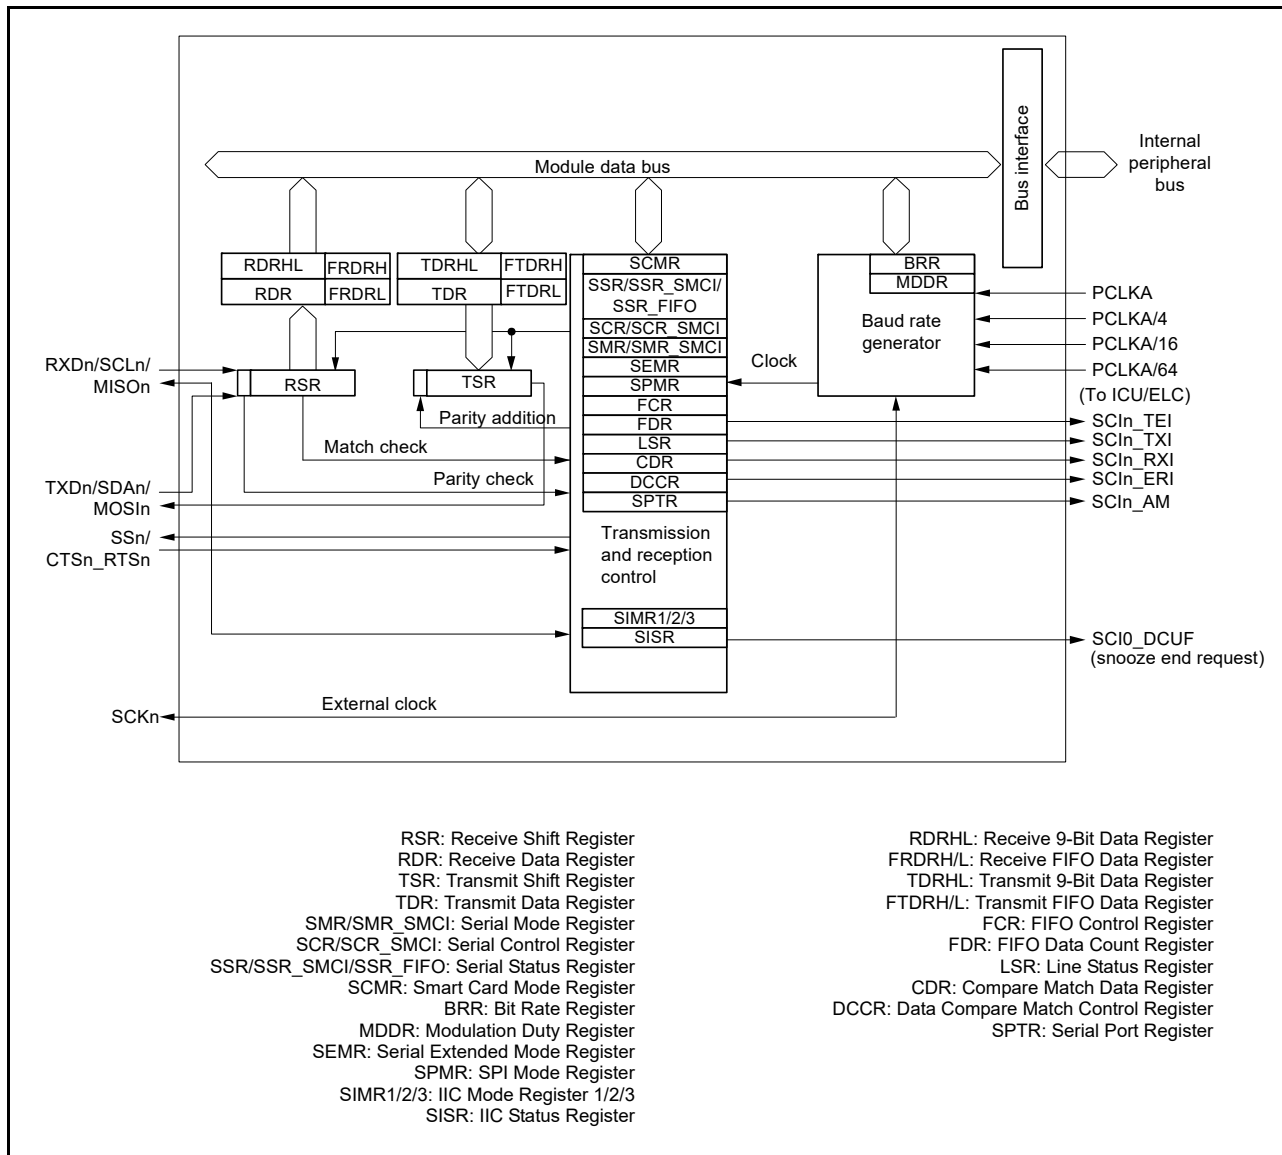 Bus interface
Internal
peripheral
bus
Module data bus
RDRHL
FRDRH
RDR
FRDRL
TDRHL
FTDRH
TDR
FTDRL
SCMR
SSR/SSR_SMCI/
SSR_FIFO
SCR/SCR_SMCI
SMR/SMR_SMCI
SEMR
SPMR
FCR
FDR
LSR
CDR
DCCR
SPTR
Transmission
and reception
control
SIMR1/2/3
SISR
BRR
MDDR
Baud rate
generator
Clock
PCLKA
PCLKA/4
PCLKA/16
PCLKA/64
(To ICU/ELC)
SCIn_TEI
SCIn_TXI
SCIn_RXI
SCIn_ERI
SCIn_AM
SCI0_DCUF
(snooze end request)
RXDn/SCLn/
MISOn
RSR
TSR
Parity addition
Match check
Parity check
TXDn/SDAn/
MOSIn
SSn/
CTSn_RTSn
External clock
SCKn
RSR: Receive Shift Register
RDR: Receive Data Register
TSR: Transmit Shift Register
TDR: Transmit Data Register
SMR/SMR_SMCI: Serial Mode Register
SCR/SCR_SMCI: Serial Control Register
SSR/SSR_SMCI/SSR_FIFO: Serial Status Register
SCMR: Smart Card Mode Register
BRR: Bit Rate Register
MDDR: Modulation Duty Register
SEMR: Serial Extended Mode Register
SPMR: SPI Mode Register
SIMR1/2/3: IIC Mode Register 1/2/3
SISR: IIC Status Register
RDRHL: Receive 9-Bit Data Register
FRDRH/L: Receive FIFO Data Register
TDRHL: Transmit 9-Bit Data Register
FTDRH/L: Transmit FIFO Data Register
FCR: FIFO Control Register
FDR: FIFO Data Count Register
LSR: Line Status Register
CDR: Compare Match Data Register
DCCR: Data Compare Match Control Register
SPTR: Serial Port Register